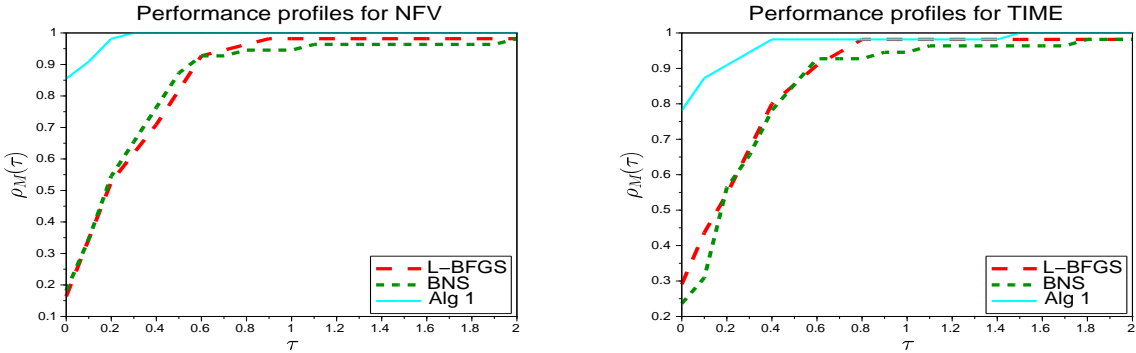 Performance profiles for NFV
1
0.9
0.8
0.7
0.6
0.5
0.4
0.3
0.2
0.1
ρ_M(τ)
L−BFGS
BNS
Alg 1
0 0.2 0.4 0.6 0.8 1 1.2 1.4 1.6 1.8 2
τ
Performance profiles for TIME
1
0.9
0.8
0.7
0.6
0.5
0.4
0.3
0.2
ρ_M(τ)
L−BFGS
BNS
Alg 1
0 0.2 0.4 0.6 0.8 1 1.2 1.4 1.6 1.8 2
τ